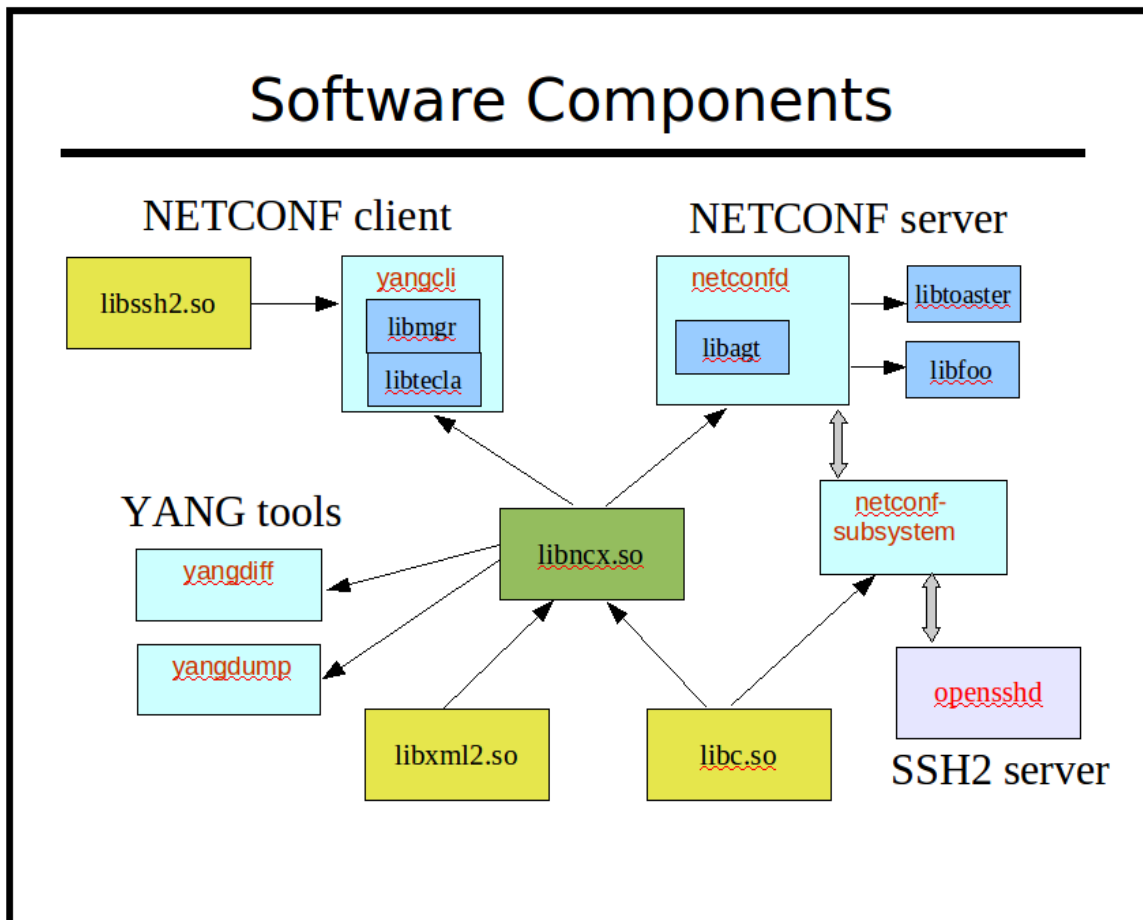 Software Components
NETCONF client
NETCONF server
libssh2.so
yangcli
libmgr
libtecla
netconfd
libagt
libtoaster
libfoo
YANG tools
yangdiff
yangdump
libncx.so
netconf-
subsystem
libxml2.so
libc.so
opensshd
SSH2 server